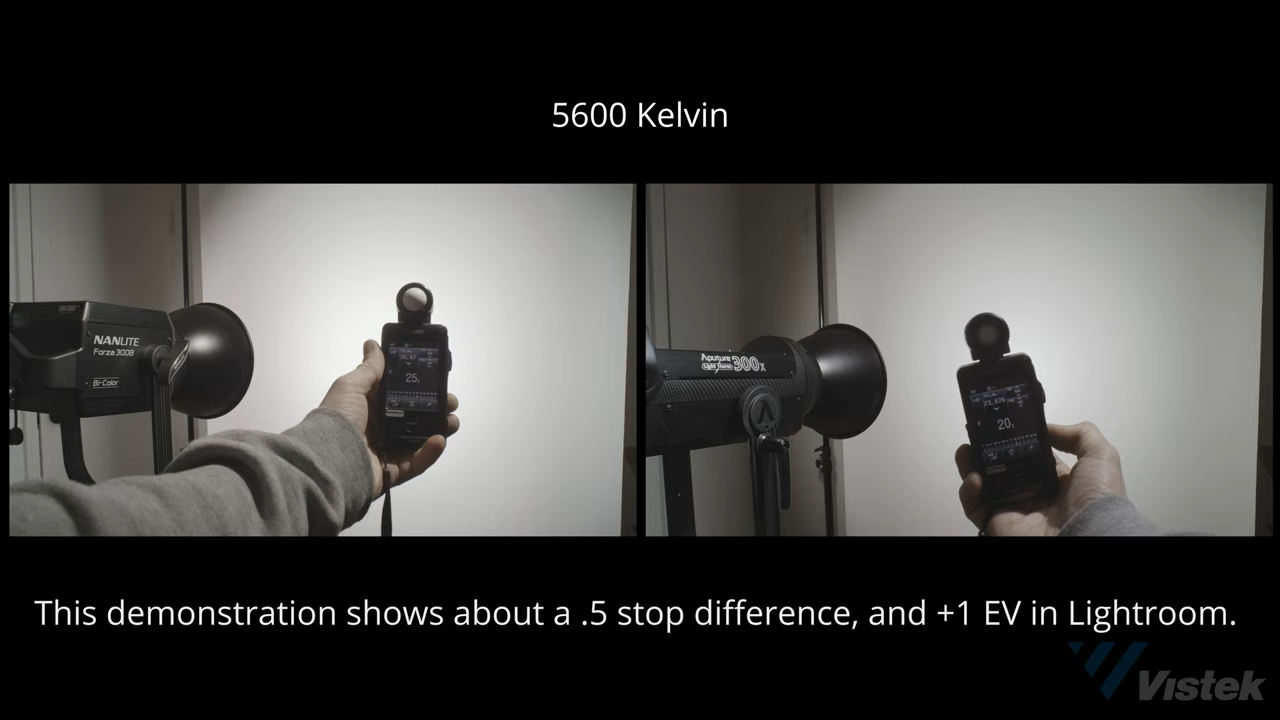 5600 Kelvin
NANLITE
Forza 300B
Bi-Color
25
Aputure
Light Storm 300x
20
This demonstration shows about a .5 stop difference, and +1 EV in Lightroom.
Vistek